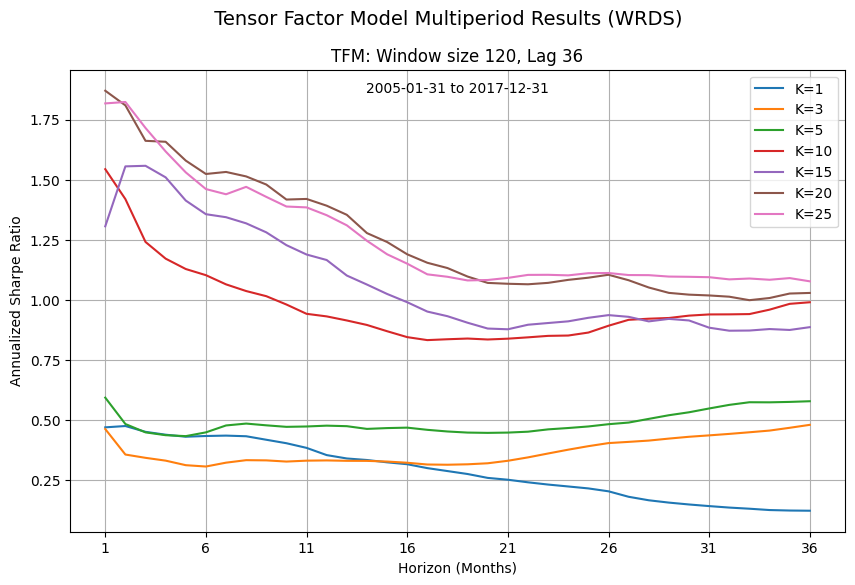 Tensor Factor Model Multiperiod Results (WRDS)
TFM: Window size 120, Lag 36
2005-01-31 to 2017-12-31
K=1
K=3
K=5
K=10
K=15
K=20
K=25
Annualized Sharpe Ratio
1.75
1.50
1.25
1.00
0.75
0.50
0.25
1 6 11 16 21 26 31 36
Horizon (Months)